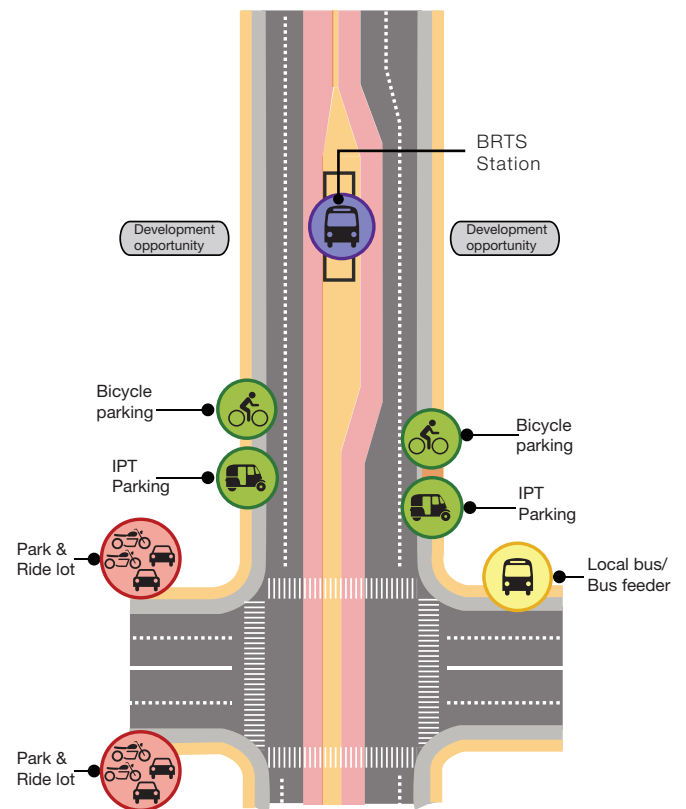 BRTS
Station
Development
opportunity
Development
opportunity
Bicycle
parking
Bicycle
parking
IPT
Parking
IPT
Parking
Park &
Ride lot
Local bus/
Bus feeder
Park &
Ride lot